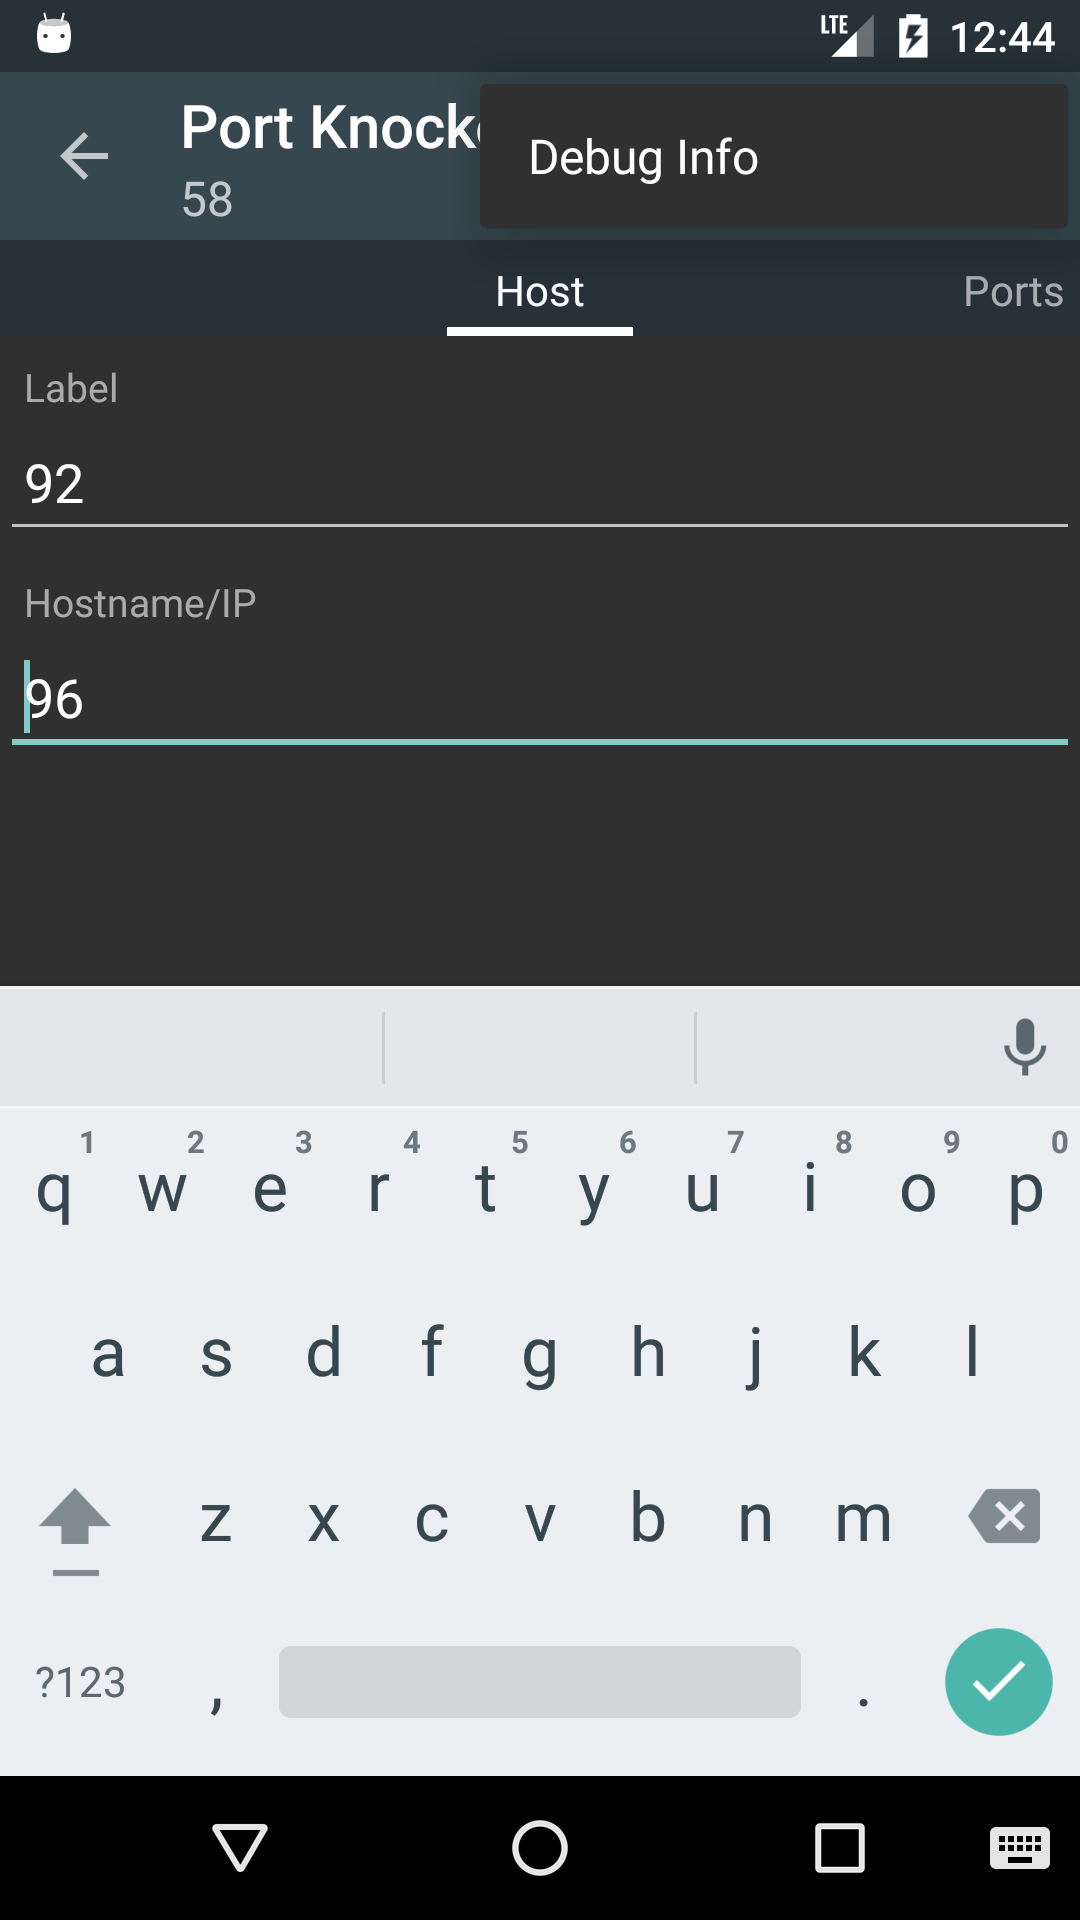 LTE 12:44
Port Knock
Debug Info
58
Host Ports
Label
92
Hostname/IP
96
1 2 3 4 5 6 7 8 9 0
q w e r t y u i o p
a s d f g h j k l
z x c v b n m
?123 , .